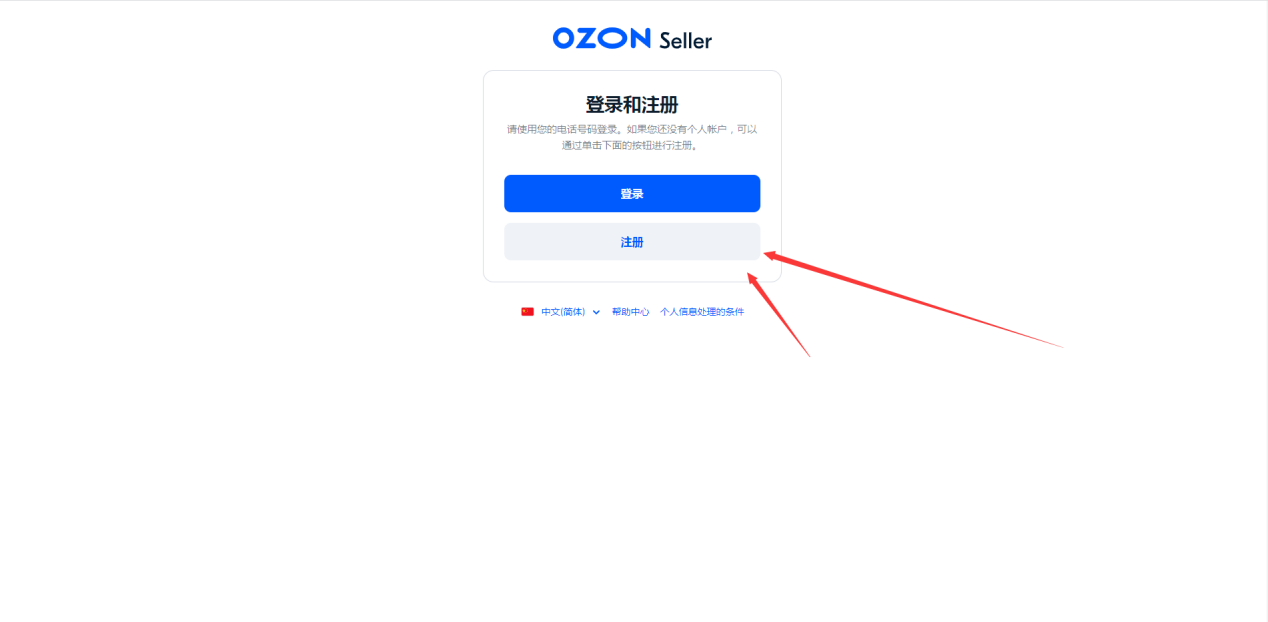 OZON Seller
登录和注册
请使用您的电话号码登录。如果您还没有个人帐户，可以
通过单击下面的按钮进行注册。
登录
注册
中文(简体) 帮助中心 个人信息处理的条件